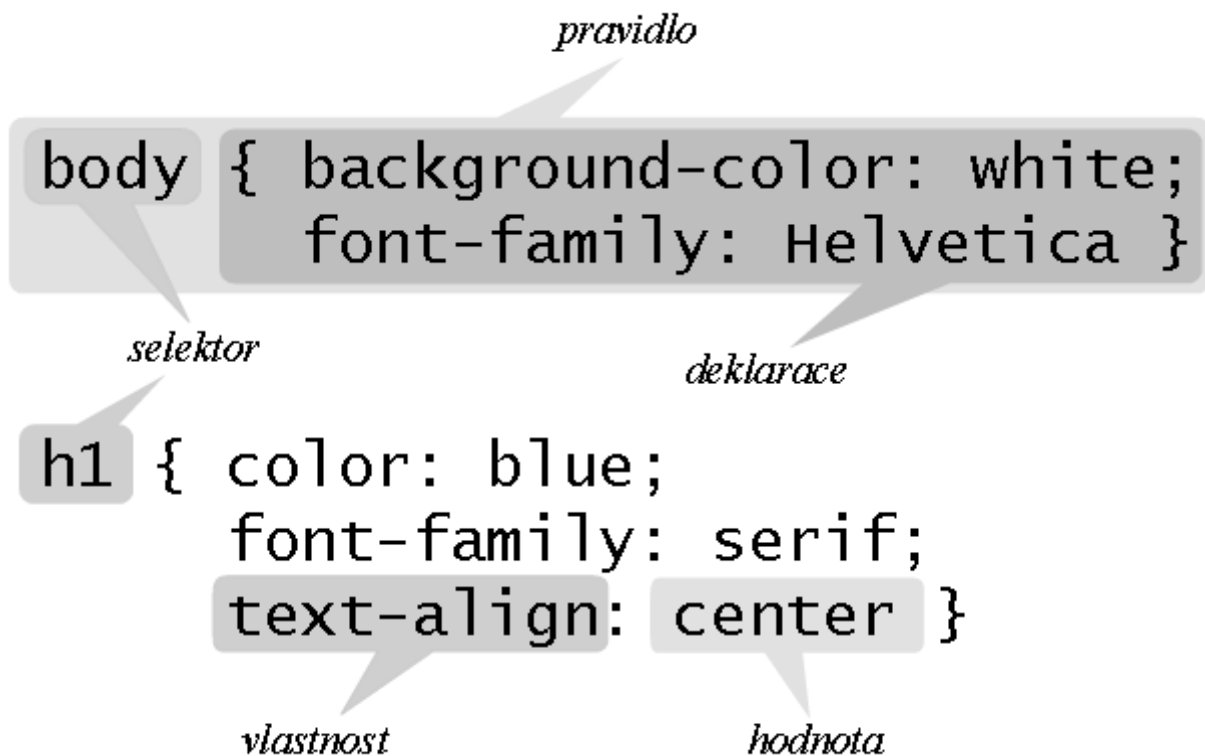 pravidlo
body { background-color: white;
font-family: Helvetica }
selektor
deklarace
h1 { color: blue;
font-family: serif;
text-align: center }
vlastnost
hodnota